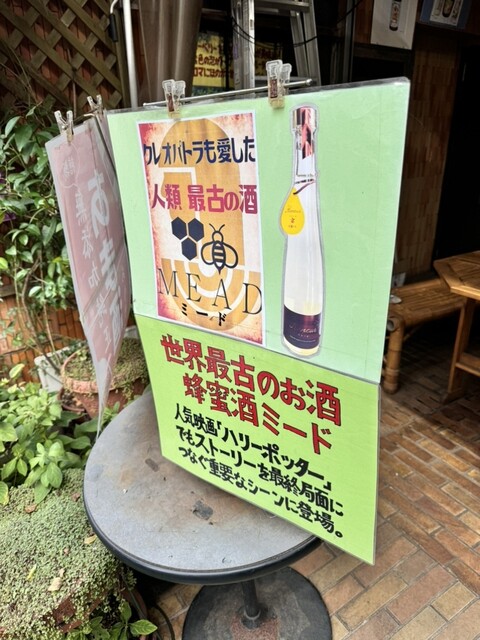 クレオパトラも愛した
人類 最古の酒
MEAD
ミード
世界最古のお酒
蜂蜜酒ミード
人気映画「ハリーポッター」
でもストーリーを最終局面に
つなぐ重要なシーンに登場。